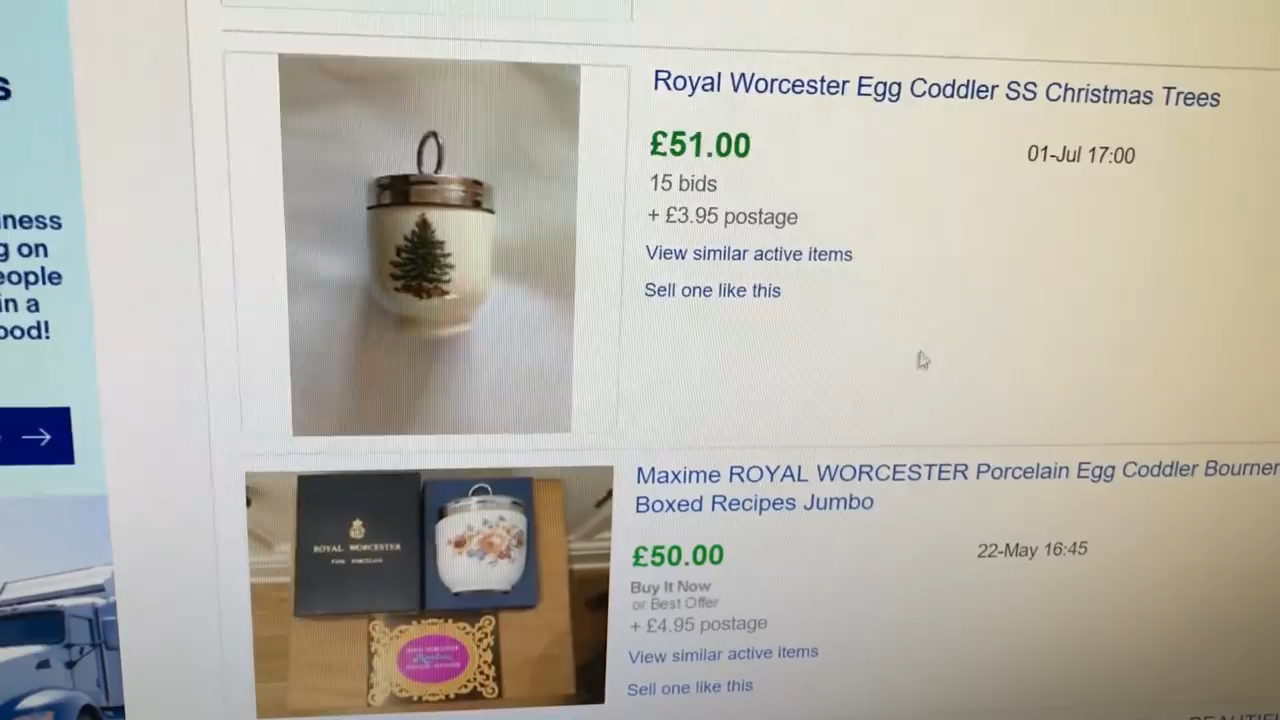 s
ness
g on
eople
in a
ood!
Royal Worcester Egg Coddler SS Christmas Trees
£51.00
01-Jul 17:00
15 bids
+ £3.95 postage
View similar active items
Sell one like this
Maxime ROYAL WORCESTER Porcelain Egg Coddler Bourner
Boxed Recipes Jumbo
£50.00
22-May 16:45
Buy It Now
or Best Offer
+ £4.95 postage
View similar active items
Sell one like this
ROYAL WORCESTER
FINE PORCELAIN